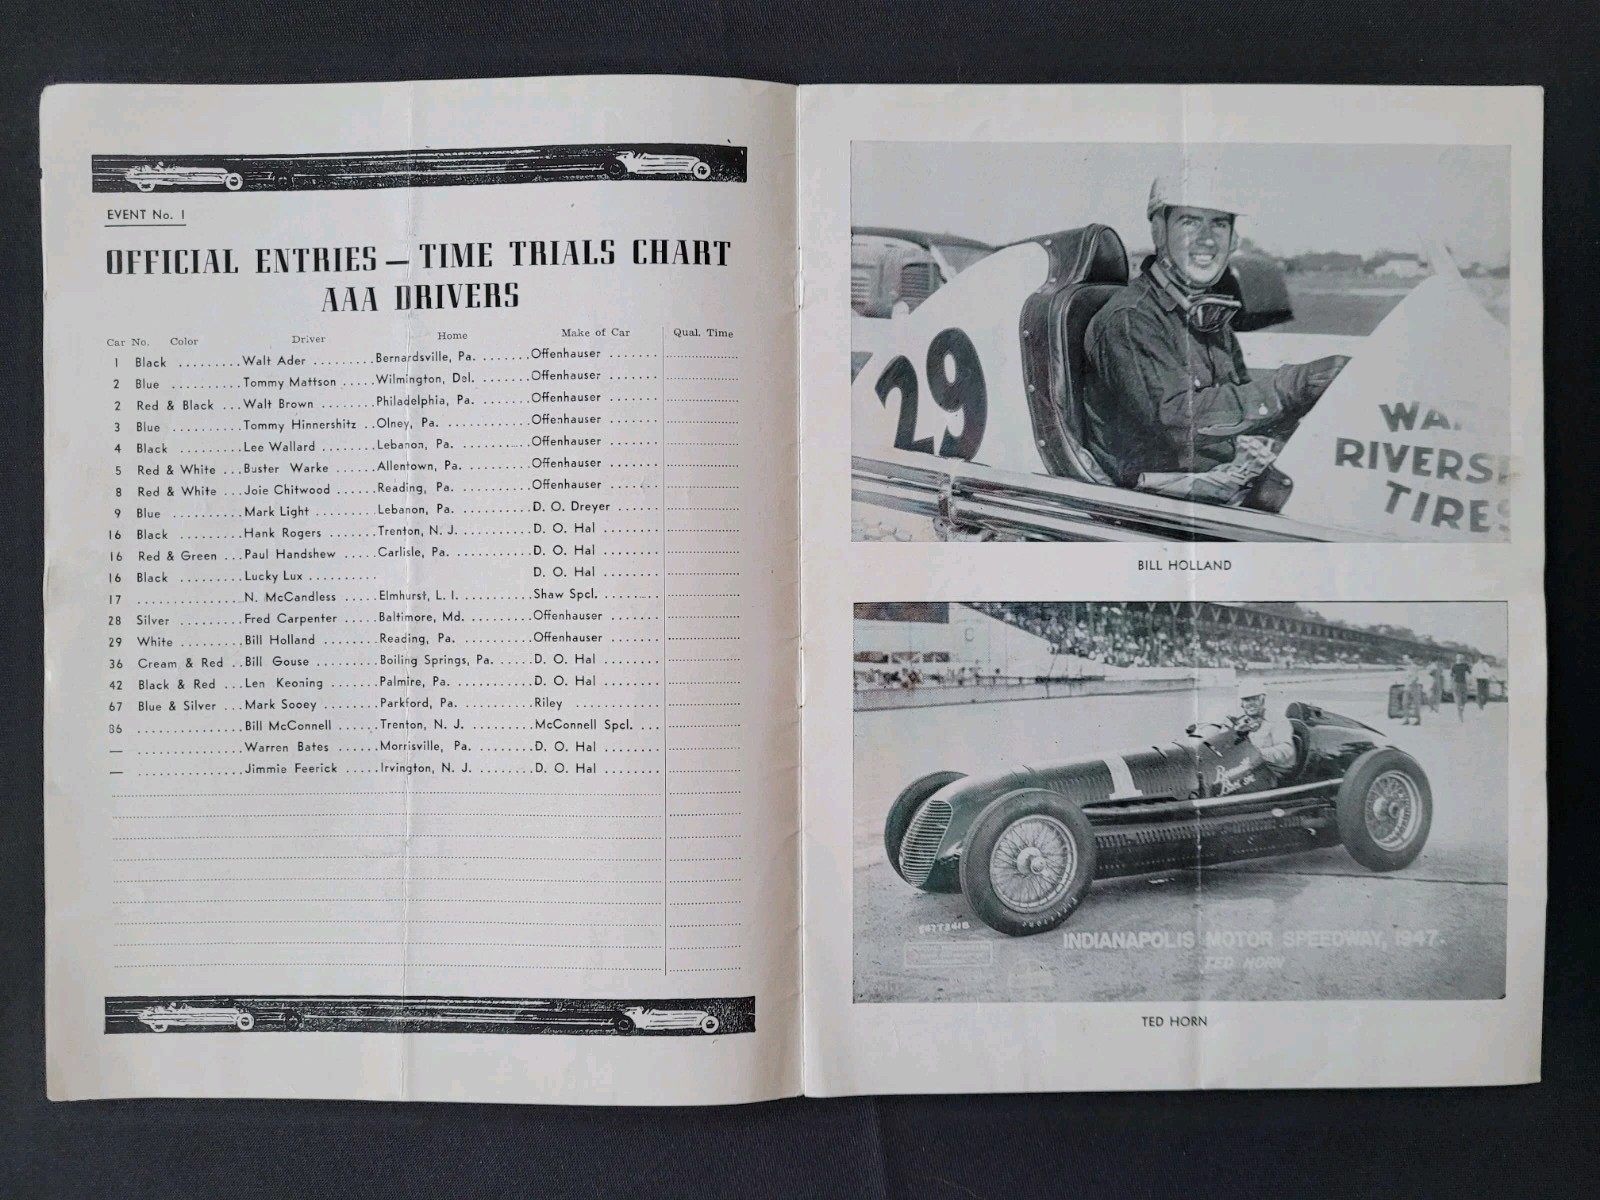 EVENT No. 1
OFFICIAL ENTRIES — TIME TRIALS CHART
AAA DRIVERS
Car No. Color Driver Home Make of Car Qual. Time
1 Black ......... Walt Ader ......... Bernardsville, Pa. ....... Offenhauser .......
2 Blue .......... Tommy Mattson ..... Wilmington, Del. ....... Offenhauser .......
2 Red & Black ... Walt Brown ........ Philadelphia, Pa. ....... Offenhauser .......
3 Blue .......... Tommy Hinnershitz .. Olney, Pa. ............ Offenhauser .......
4 Black ......... Lee Wallard ........ Lebanon, Pa. .......... Offenhauser .......
5 Red & White ... Buster Warke ...... Allentown, Pa. ......... Offenhauser .......
8 Red & White ... Joie Chitwood ...... Reading, Pa. .......... Offenhauser .......
9 Blue .......... Mark Light ......... Lebanon, Pa. .......... D. O. Dreyer ......
16 Black ......... Hank Rogers ....... Trenton, N. J. .......... D. O. Hal ........
16 Red & Green ... Paul Handshew ..... Carlisle, Pa. ........... D. O. Hal ........
16 Black ......... Lucky Lux .......... D. O. Hal ........
17 .............. N. McCandless ..... Elmhurst, L. I. ......... Shaw Spcl. ........
28 Silver ......... Fred Carpenter ..... Baltimore, Md. ......... Offenhauser .......
29 White ......... Bill Holland ........ Reading, Pa. .......... Offenhauser .......
36 Cream & Red .. Bill Gouse ......... Boiling Springs, Pa. ..... D. O. Hal ........
42 Black & Red ... Len Keoning ....... Palmire, Pa. ........... D. O. Hal ........
67 Blue & Silver ... Mark Sooey ........ Parkford, Pa. .......... Riley ...........
86 .............. Bill McConnell ...... Trenton, N. J. ......... McConnell Spcl. ...
— .............. Warren Bates ...... Morrisville, Pa. ........ D. O. Hal ........
— .............. Jimmie Feerick ..... Irvington, N. J. ........ D. O. Hal ........
29
RIVERS
TIRES
BILL HOLLAND
1
INDIANAPOLIS MOTOR SPEEDWAY, 1947.
TED HORN
TED HORN